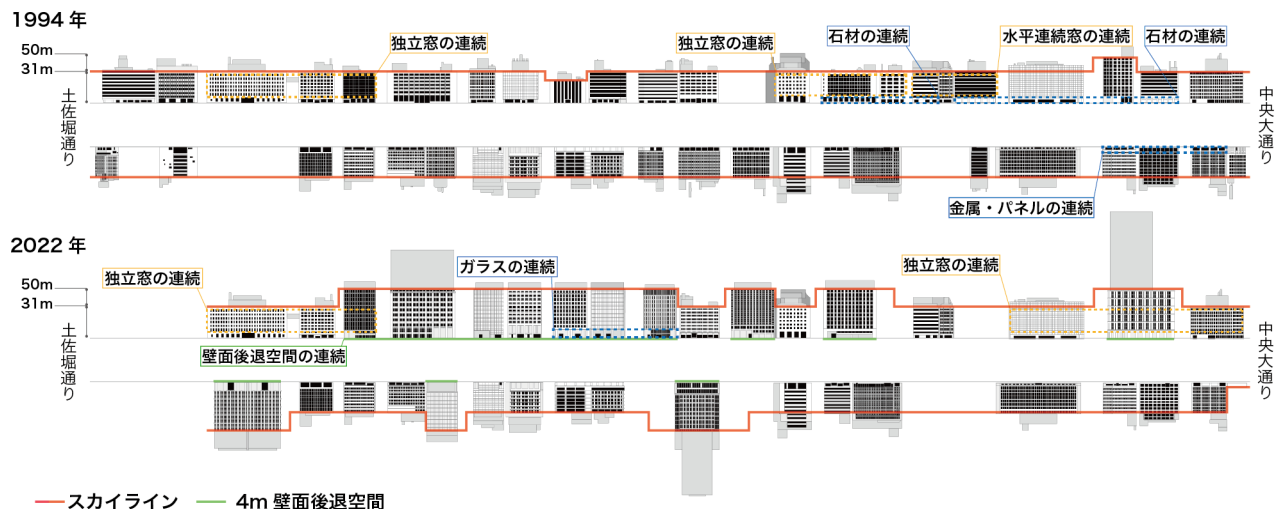 1994 年
50m
31m
土佐堀通り
独立窓の連続
独立窓の連続
石材の連続
水平連続窓の連続
石材の連続
中央大通り
金属・パネルの連続
2022 年
50m
31m
土佐堀通り
独立窓の連続
ガラスの連続
独立窓の連続
壁面後退空間の連続
中央大通り
スカイライン
4m 壁面後退空間